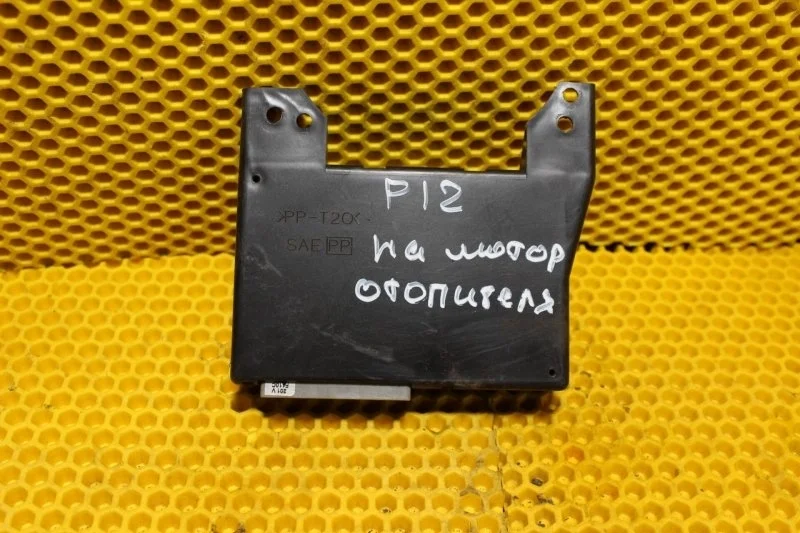 P12
>PP-T20<
SAE PP
на мотор
отопителя